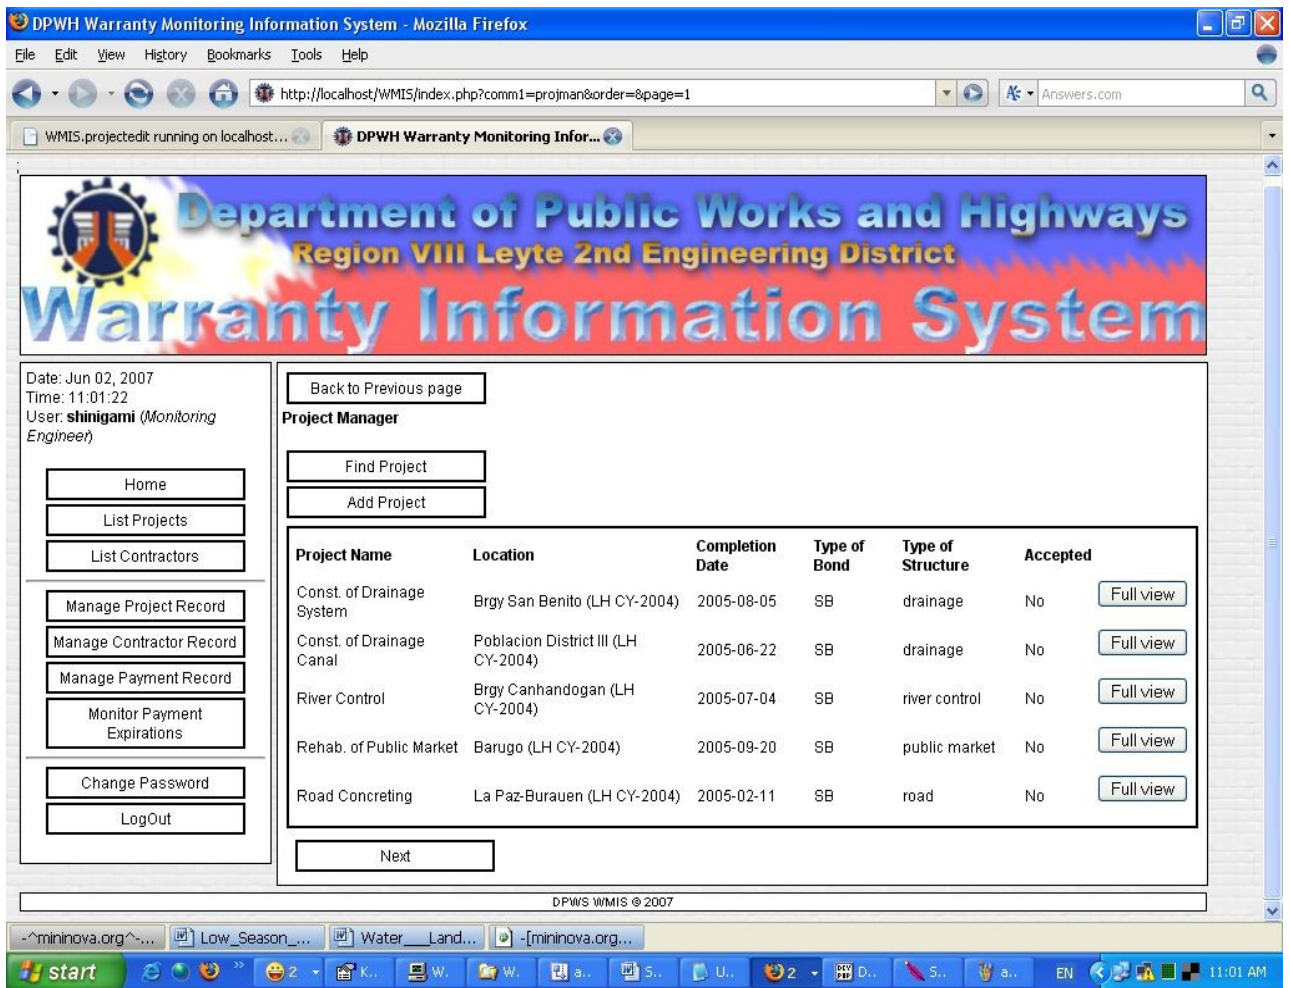 DPWH Warranty Monitoring Information System - Mozilla Firefox
File Edit View History Bookmarks Tools Help
http://localhost/WMIS/index.php?comm1=projman&order=&page=1
Answers.com
WMIS.projectedit running on localhost...
DPWH Warranty Monitoring Infor...
Department of Public Works and Highways
Region VIII Leyte 2nd Engineering District
Warranty Information System
Date: Jun 02, 2007
Time: 11:01:22
User: shinigami (Monitoring
Engineer)
Home
List Projects
List Contractors
Manage Project Record
Manage Contractor Record
Manage Payment Record
Monitor Payment
Expirations
Change Password
LogOut
Back to Previous page
Project Manager
Find Project
Add Project
Project Name Location Completion Date Type of Bond Type of Structure Accepted
Const. of Drainage System Brgy San Benito (LH CY-2004) 2005-08-05 SB drainage No Full view
Const. of Drainage Canal Poblacion District III (LH CY-2004) 2005-06-22 SB drainage No Full view
River Control Brgy Canhandogan (LH CY-2004) 2005-07-04 SB river control No Full view
Rehab. of Public Market Barugo (LH CY-2004) 2005-09-20 SB public market No Full view
Road Concreting La Paz-Burauen (LH CY-2004) 2005-02-11 SB road No Full view
Next
DPWS WMIS © 2007
-^mininova.org^-... Low_Season_... Water___Land... -[mininova.org...
start 2 K.. W. W. a.. S.. U.. 2 D.. S.. a.. EN 11:01 AM